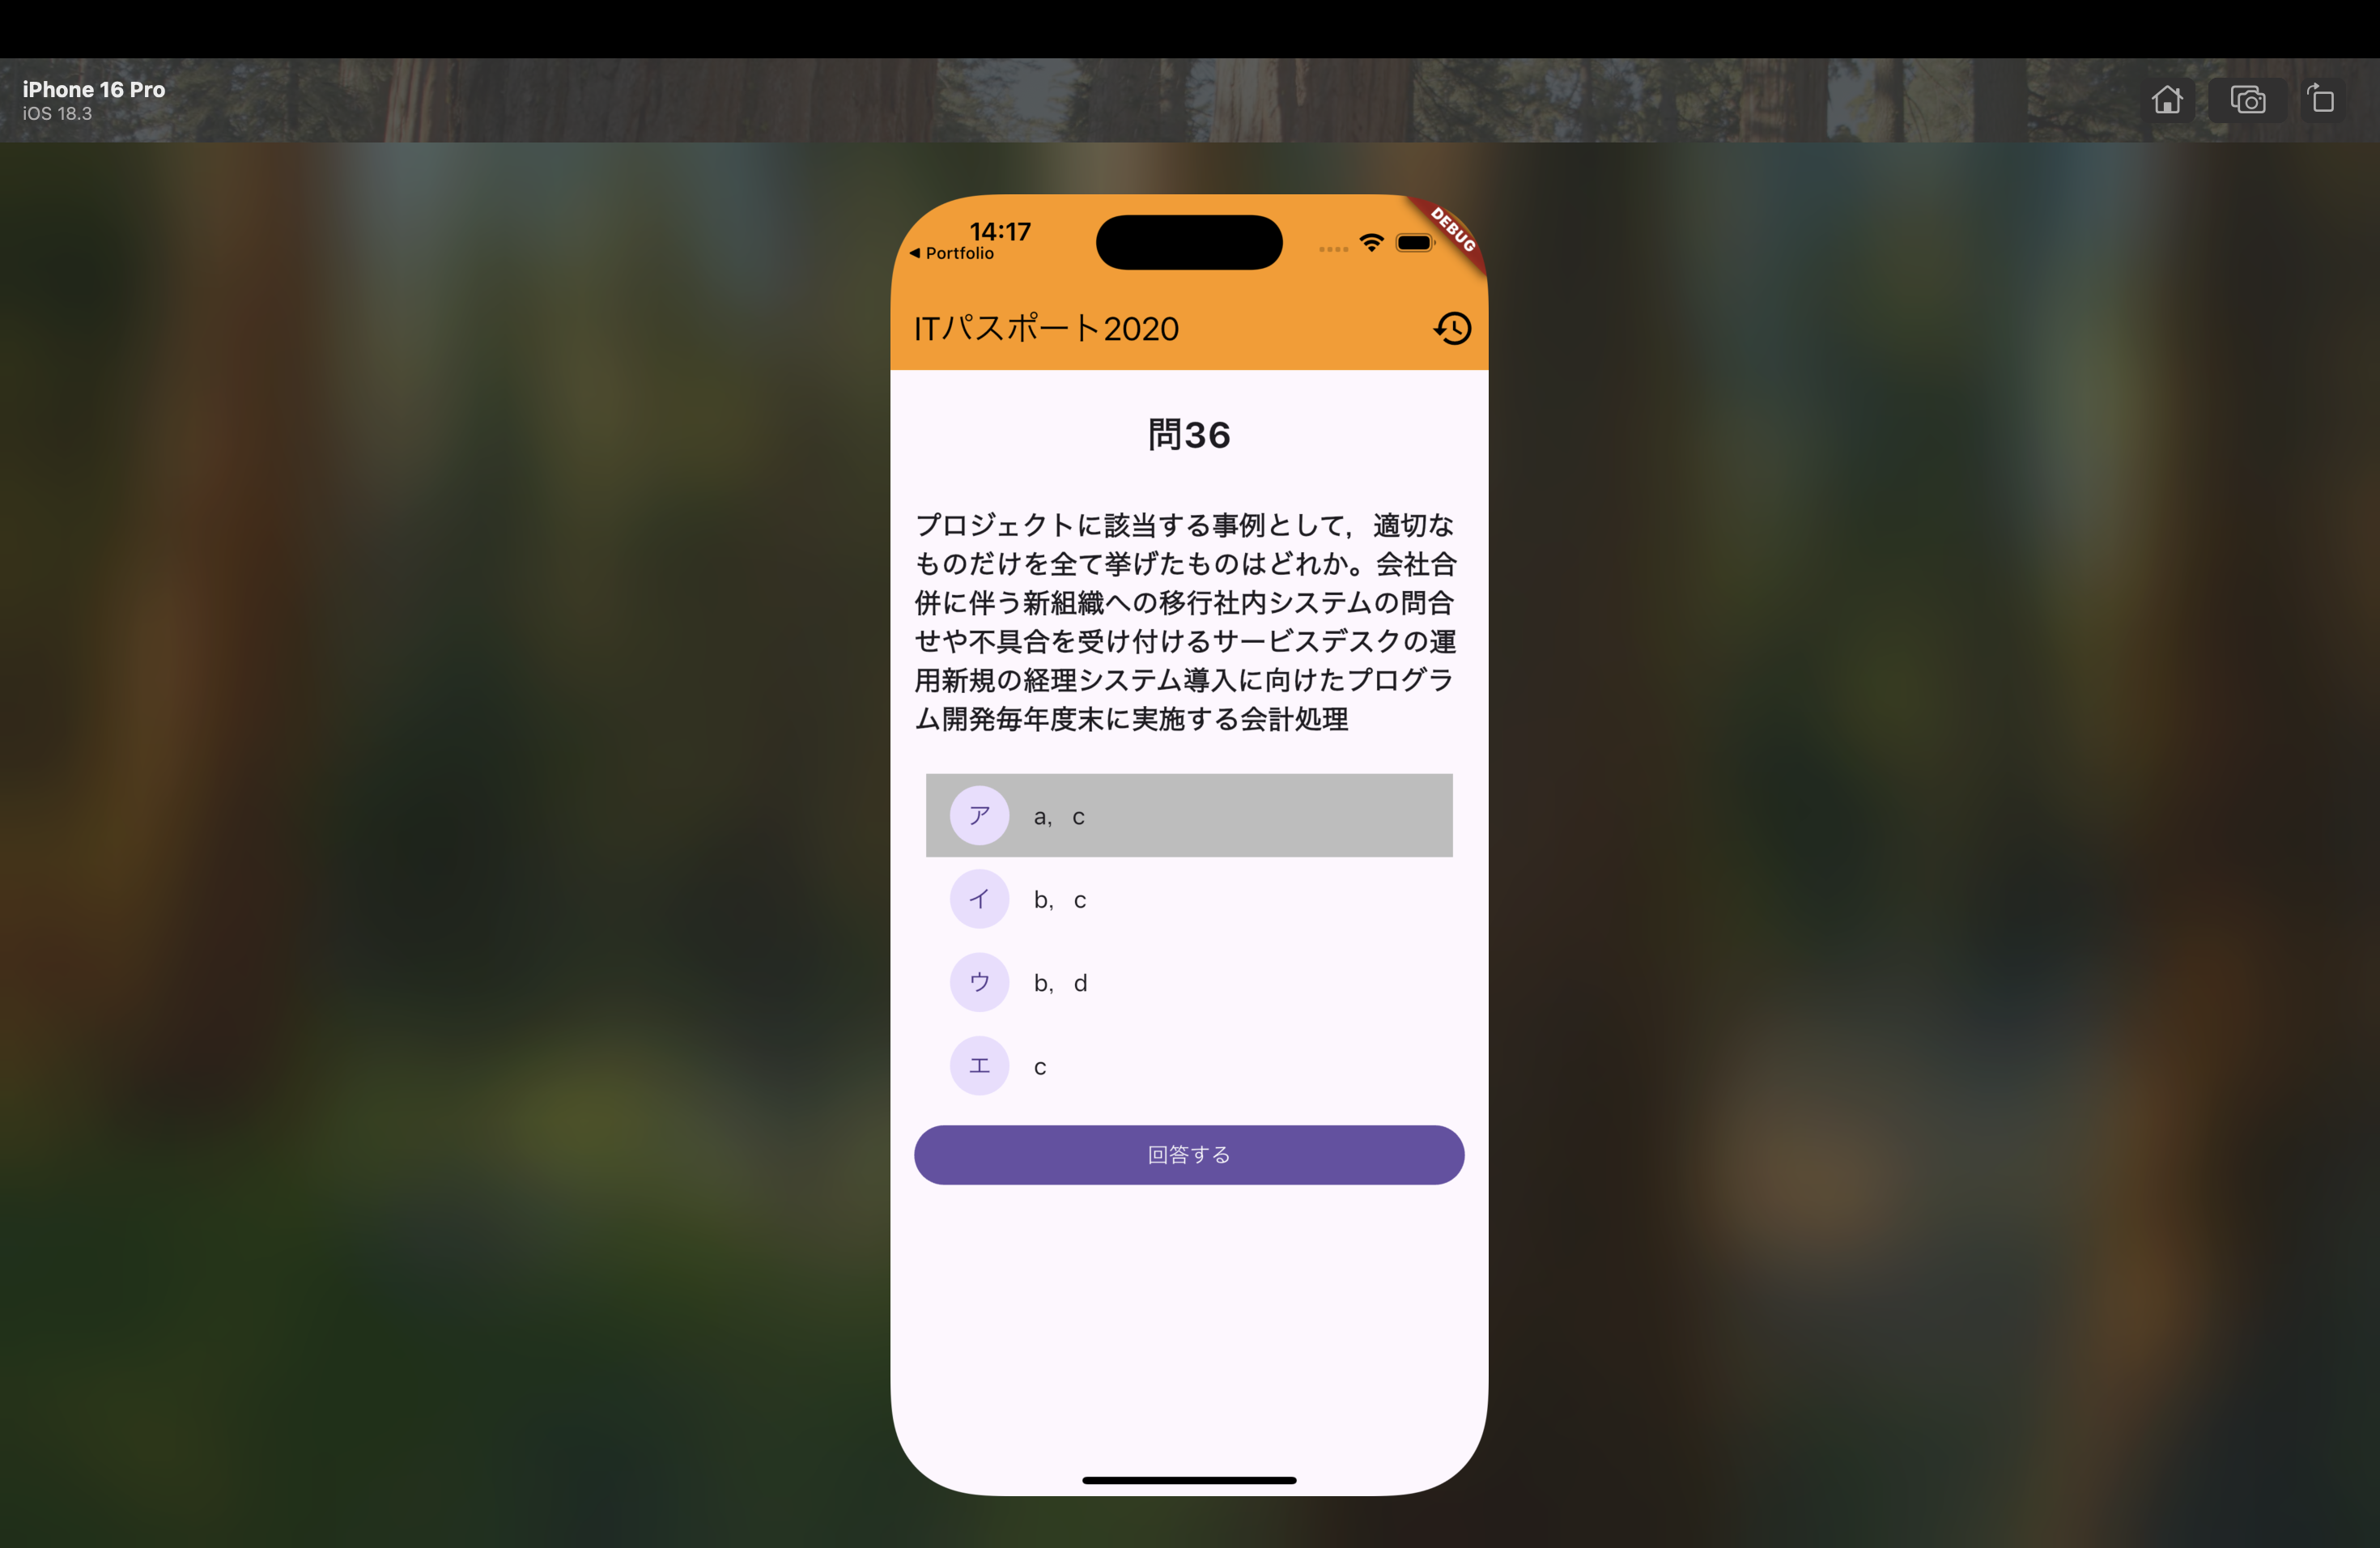 iPhone 16 Pro
iOS 18.3
14:17
◀ Portfolio
DEBUG
ITパスポート2020
問36
プロジェクトに該当する事例として，適切な
ものだけを全て挙げたものはどれか。会社合
併に伴う新組織への移行社内システムの問合
せや不具合を受け付けるサービスデスクの運
用新規の経理システム導入に向けたプログラ
ム開発毎年度末に実施する会計処理
ア a，c
イ b，c
ウ b，d
エ c
回答する